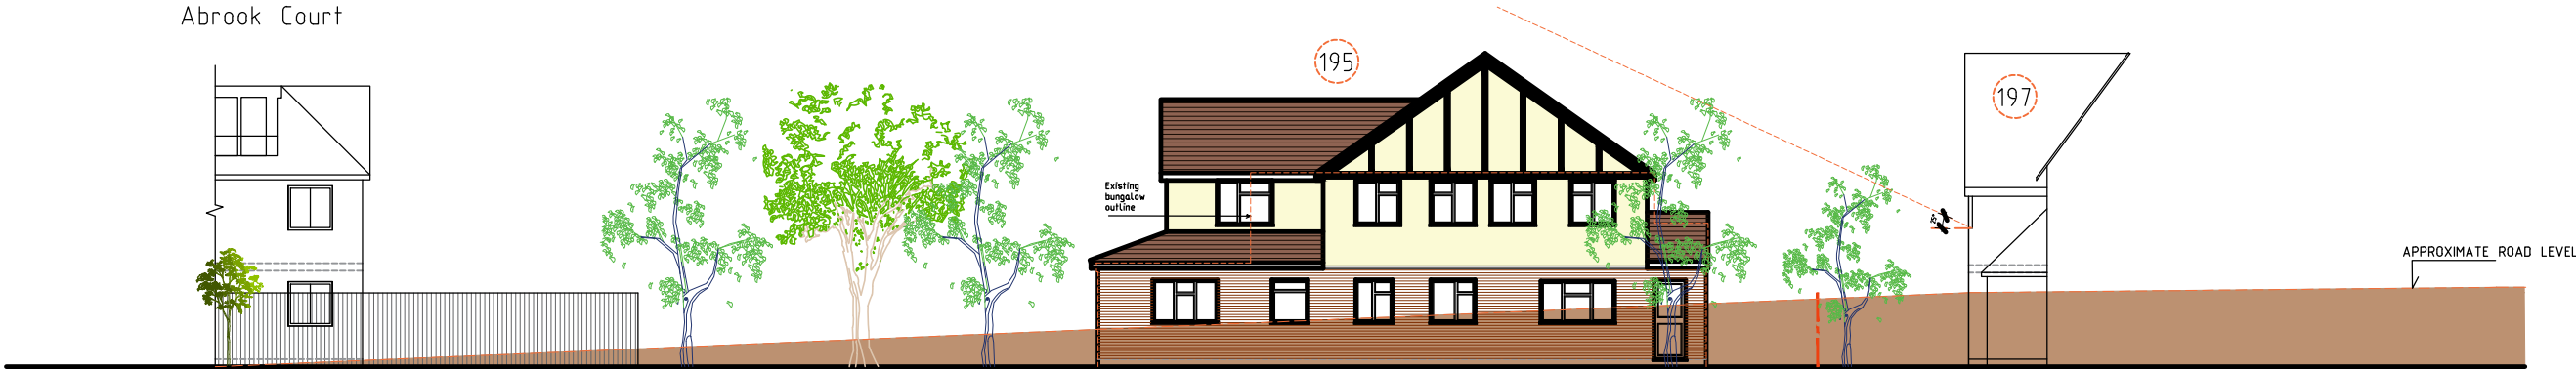 Abrook Court
195
197
Existing
bungalow
outline
APPROXIMATE ROAD LEVEL